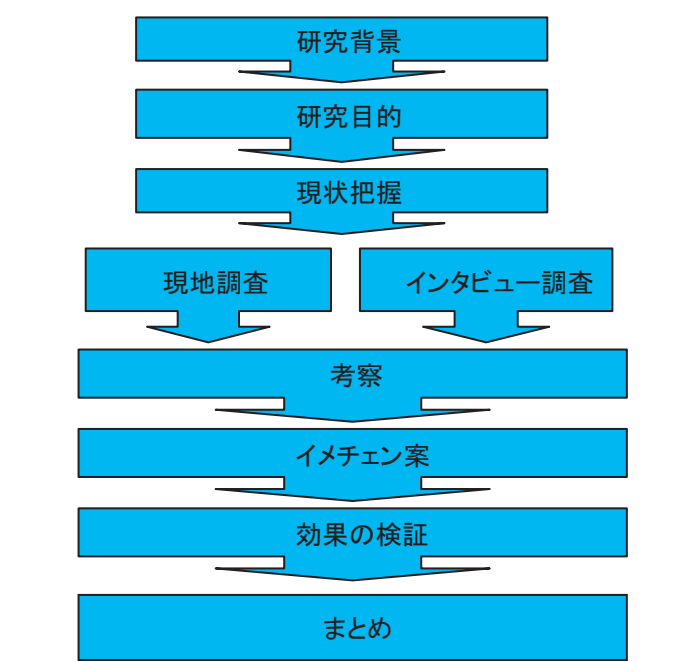 研究背景
研究目的
現状把握
現地調査
インタビュー調査
考察
イメチェン案
効果の検証
まとめ